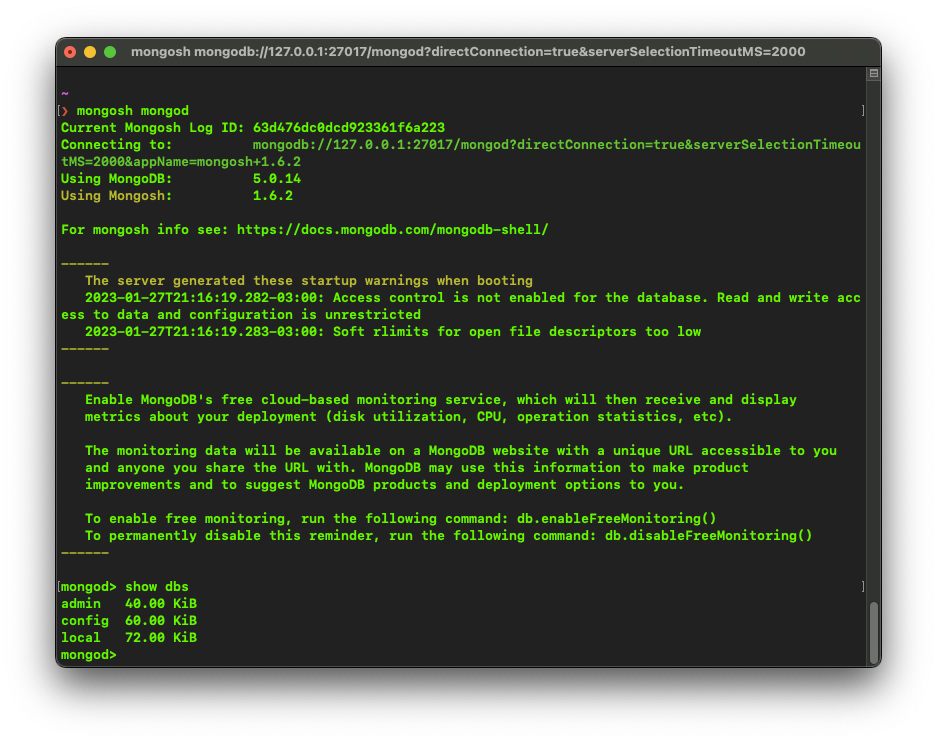 mongosh mongodb://127.0.0.1:27017/mongod?directConnection=true&serverSelectionTimeoutMS=2000
~
[❯ mongosh mongod ]
Current Mongosh Log ID: 63d476dc0dcd923361f6a223
Connecting to: mongodb://127.0.0.1:27017/mongod?directConnection=true&serverSelectionTimeou
tMS=2000&appName=mongosh+1.6.2
Using MongoDB: 5.0.14
Using Mongosh: 1.6.2
For mongosh info see: https://docs.mongodb.com/mongodb-shell/
------
The server generated these startup warnings when booting
2023-01-27T21:16:19.282-03:00: Access control is not enabled for the database. Read and write acc
ess to data and configuration is unrestricted
2023-01-27T21:16:19.283-03:00: Soft rlimits for open file descriptors too low
------
------
Enable MongoDB's free cloud-based monitoring service, which will then receive and display
metrics about your deployment (disk utilization, CPU, operation statistics, etc).
The monitoring data will be available on a MongoDB website with a unique URL accessible to you
and anyone you share the URL with. MongoDB may use this information to make product
improvements and to suggest MongoDB products and deployment options to you.
To enable free monitoring, run the following command: db.enableFreeMonitoring()
To permanently disable this reminder, run the following command: db.disableFreeMonitoring()
------
[mongod> show dbs ]
admin 40.00 KiB
config 60.00 KiB
local 72.00 KiB
mongod>